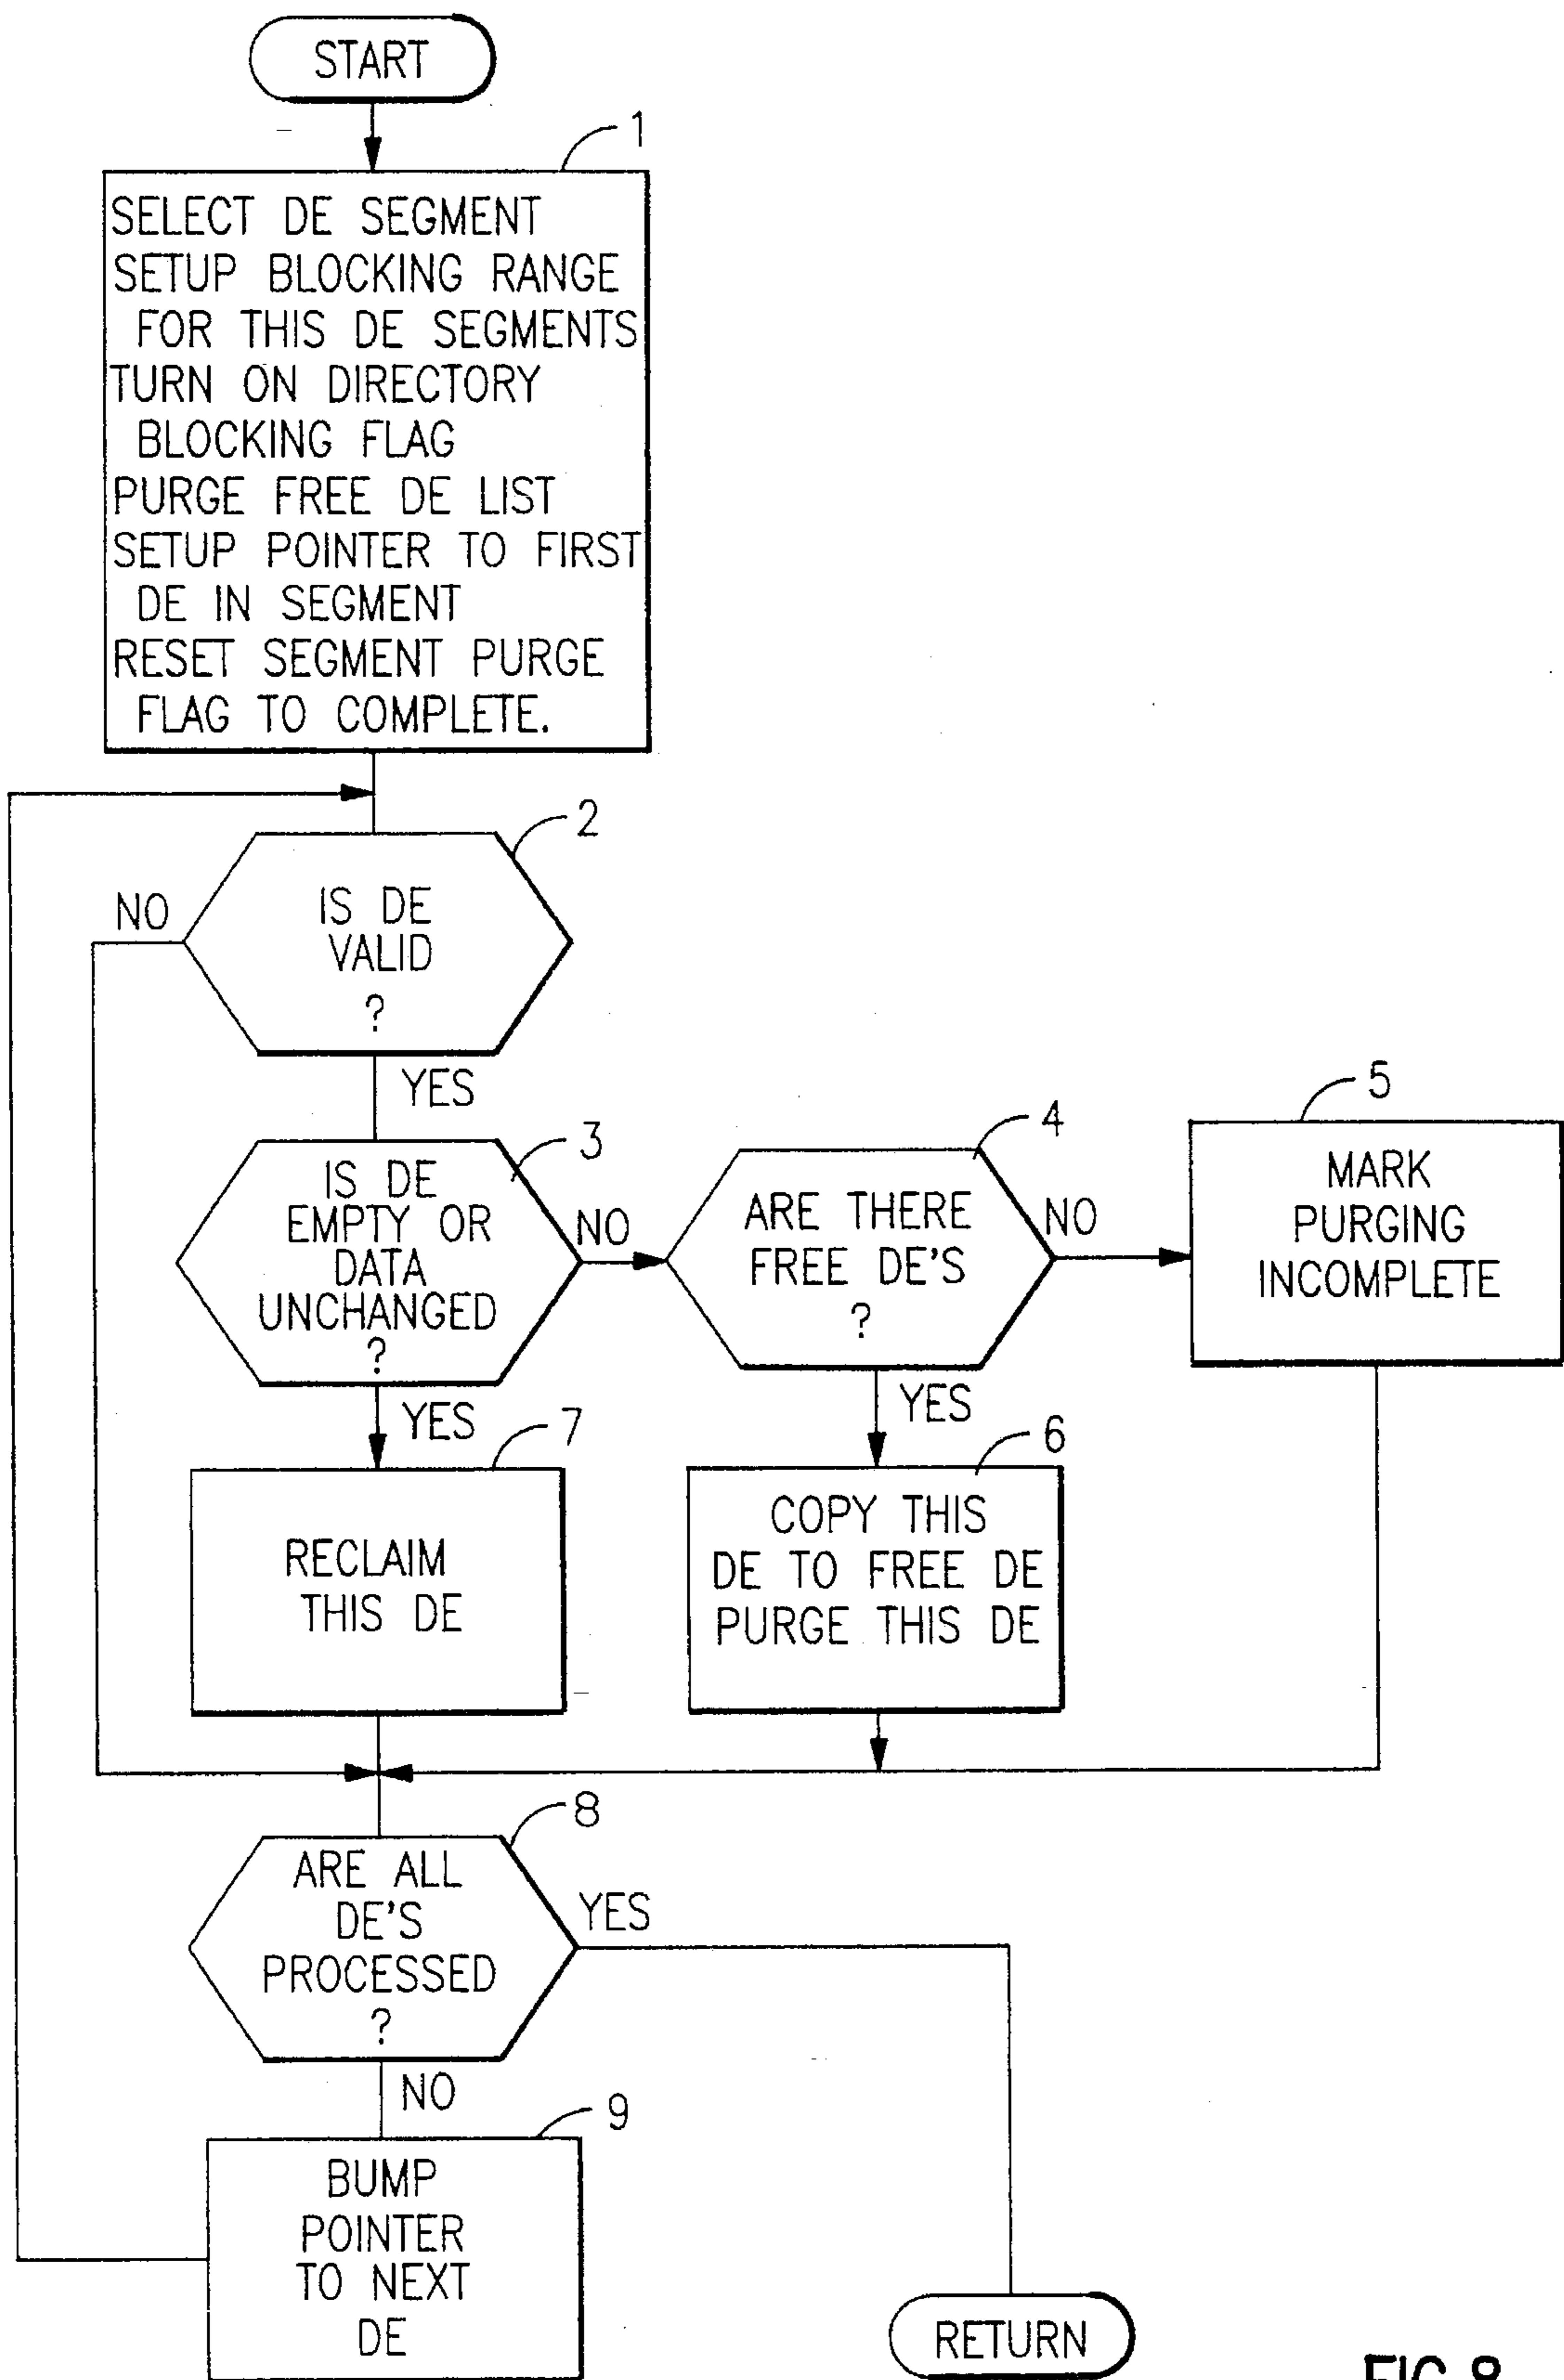 START
1
SELECT DE SEGMENT
SETUP BLOCKING RANGE
FOR THIS DE SEGMENTS
TURN ON DIRECTORY
BLOCKING FLAG
PURGE FREE DE LIST
SETUP POINTER TO FIRST
DE IN SEGMENT
RESET SEGMENT PURGE
FLAG TO COMPLETE.
2
NO
IS DE
VALID
?
YES
3
IS DE
EMPTY OR
DATA
UNCHANGED
?
NO
4
ARE THERE
FREE DE'S
?
NO
5
MARK
PURGING
INCOMPLETE
YES
YES
7
RECLAIM
THIS DE
6
COPY THIS
DE TO FREE DE
PURGE THIS DE
8
ARE ALL
DE'S
PROCESSED
?
YES
NO
9
BUMP
POINTER
TO NEXT
DE
RETURN
FIG. 8